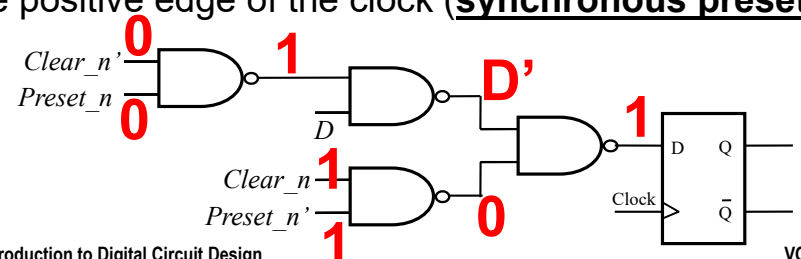 e positive edge of the clock (synchronous preset
0
Clear_n’
1
Preset_n
0
D’
D
1
Clear_n
1
Preset_n’
1
0
D Q
Clock
Q
roduction to Digital Circuit Design
VC